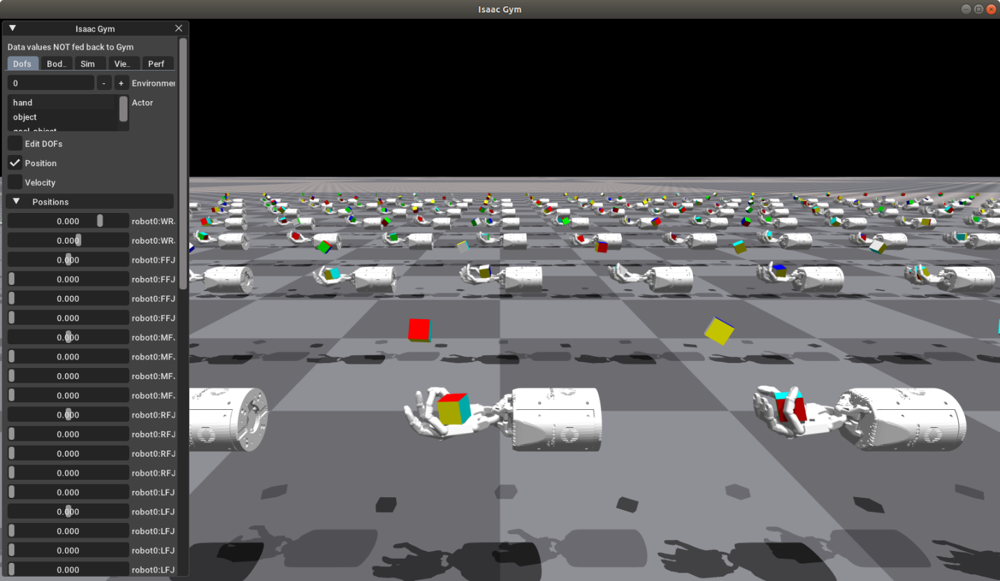 Isaac Gym
Isaac Gym
Data values NOT fed back to Gym
Dofs Bod.. Sim Vie.. Perf
0 - + Environmen
hand Actor
object
goal_object
Edit DOFs
Position
Velocity
Positions
0.000 robot0:WR
0.000 robot0:WR
0.000 robot0:FFJ
0.000 robot0:FFJ
0.000 robot0:FFJ
0.000 robot0:FFJ
0.000 robot0:MF
0.000 robot0:MF
0.000 robot0:MF
0.000 robot0:MF
0.000 robot0:RFJ
0.000 robot0:RFJ
0.000 robot0:RFJ
0.000 robot0:RFJ
0.000 robot0:LFJ
0.000 robot0:LFJ
0.000 robot0:LFJ
0.000 robot0:LFJ
0.000 robot0:LFJ